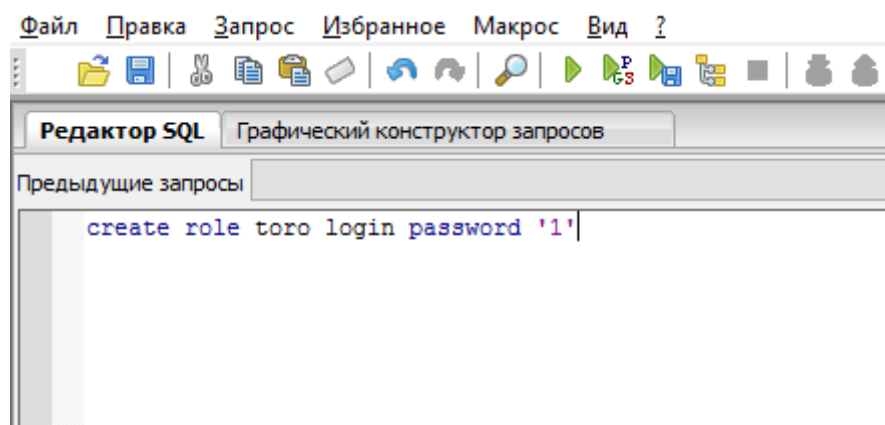 Файл Правка Запрос Избранное Макрос Вид ?
PGS
Редактор SQL Графический конструктор запросов
Предыдущие запросы
create role toro login password '1'